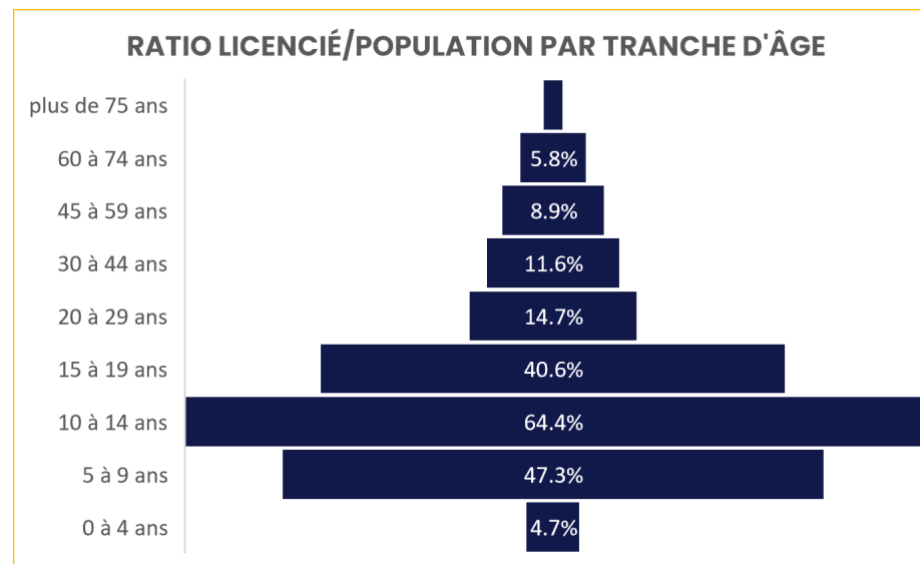 RATIO LICENCIÉ/POPULATION PAR TRANCHE D'ÂGE
plus de 75 ans
60 à 74 ans 5.8%
45 à 59 ans 8.9%
30 à 44 ans 11.6%
20 à 29 ans 14.7%
15 à 19 ans 40.6%
10 à 14 ans 64.4%
5 à 9 ans 47.3%
0 à 4 ans 4.7%